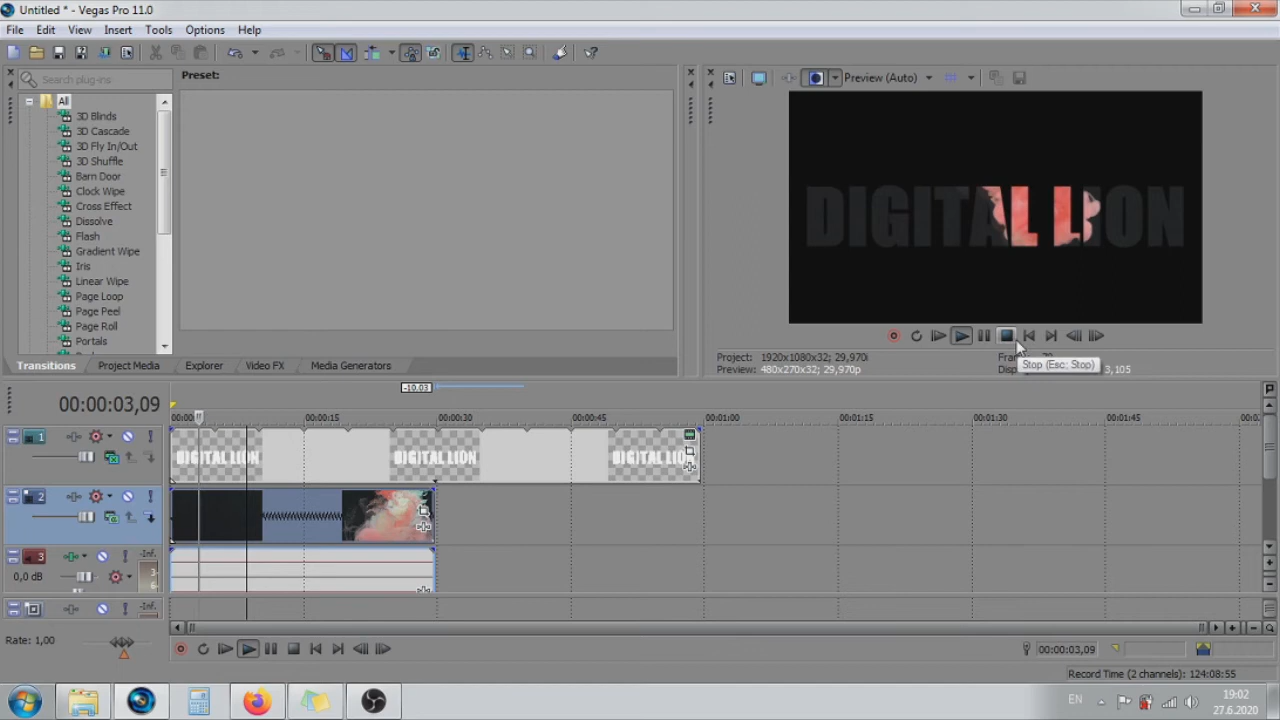 Untitled * - Vegas Pro 11.0
File Edit View Insert Tools Options Help
Search plug-ins
Preset:
Preview (Auto)
All
3D Blinds
3D Cascade
3D Fly In/Out
3D Shuffle
Barn Door
Clock Wipe
Cross Effect
Dissolve
Flash
Gradient Wipe
Iris
Linear Wipe
Page Loop
Page Peel
Page Roll
Portals
DIGITAL LION
Transitions Project Media Explorer Video FX Media Generators
Project: 1920x1080x32; 29,970i
Preview: 480x270x32; 29,970p
Stop (Esc; Stop)
3,105
-10.03
00:00:03,09
00:00:15 00:00:30 00:00:45 00:01:00 00:01:15 00:01:30 00:01:45
1
DIGITAL LION DIGITAL LION DIGITAL
2
3
-Inf.
0,0 dB
-Inf.
Rate: 1,00
00:00:03,09
Record Time (2 channels): 124:08:55
EN
19:02
27.6.2020